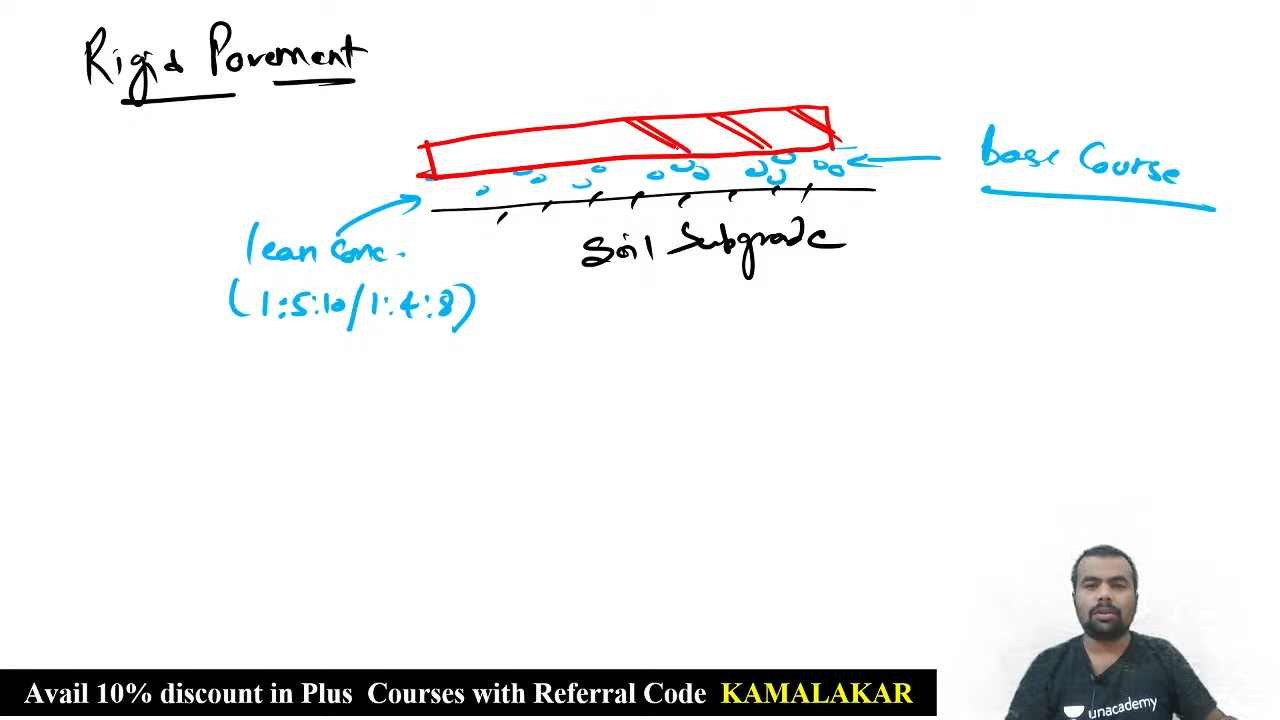 Rigid Pavement
Base Course
Soil Subgrade
lean conc.
(1:5:10/1:4:8)
unacademy
Avail 10% discount in Plus Courses with Referral Code KAMALAKAR